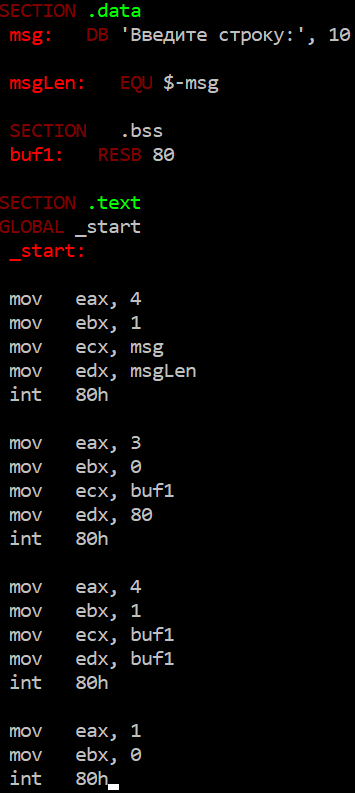 SECTION .data
msg: DB 'Введите строку:', 10
msgLen: EQU $-msg
SECTION .bss
buf1: RESB 80
SECTION .text
GLOBAL _start
_start:
mov eax, 4
mov ebx, 1
mov ecx, msg
mov edx, msgLen
int 80h
mov eax, 3
mov ebx, 0
mov ecx, buf1
mov edx, 80
int 80h
mov eax, 4
mov ebx, 1
mov ecx, buf1
mov edx, buf1
int 80h
mov eax, 1
mov ebx, 0
int 80h